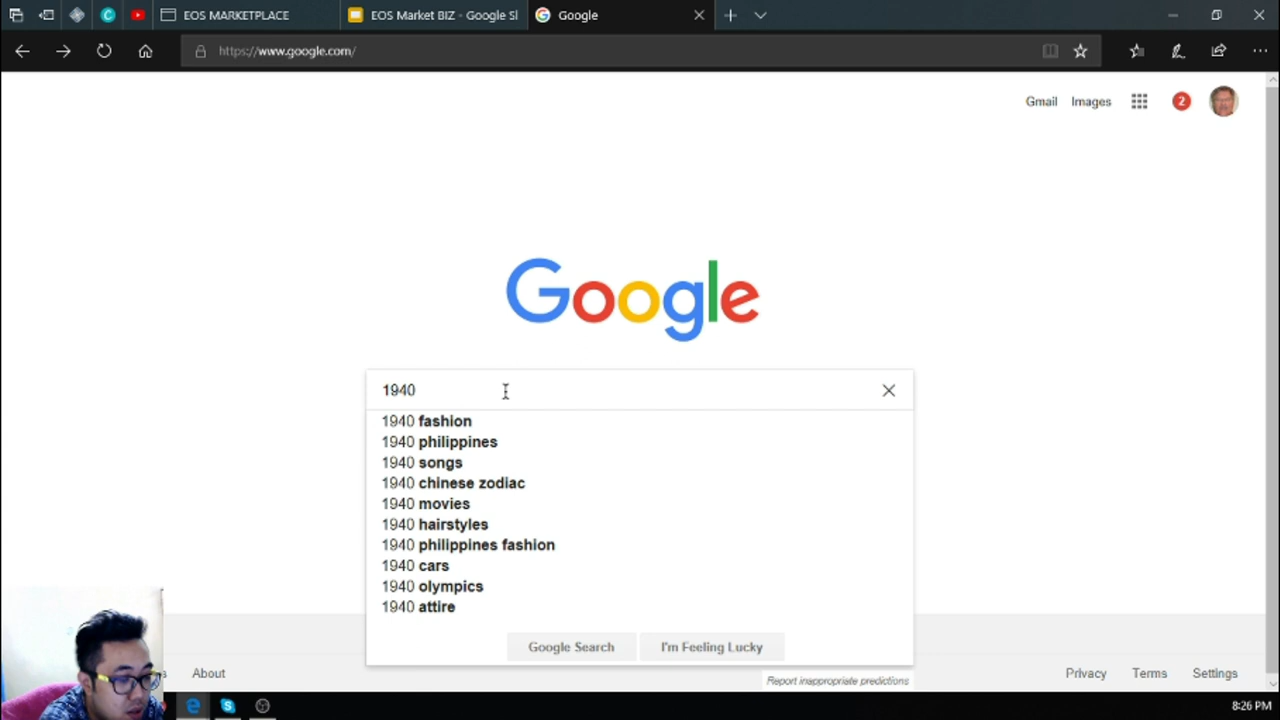 EOS MARKETPLACE
EOS Market BIZ - Google Sl
Google
https://www.google.com/
Gmail
Images
2
Google
1940
1940 fashion
1940 philippines
1940 songs
1940 chinese zodiac
1940 movies
1940 hairstyles
1940 philippines fashion
1940 cars
1940 olympics
1940 attire
Google Search
I'm Feeling Lucky
Report inappropriate predictions
About
Privacy
Terms
Settings
8:26 PM